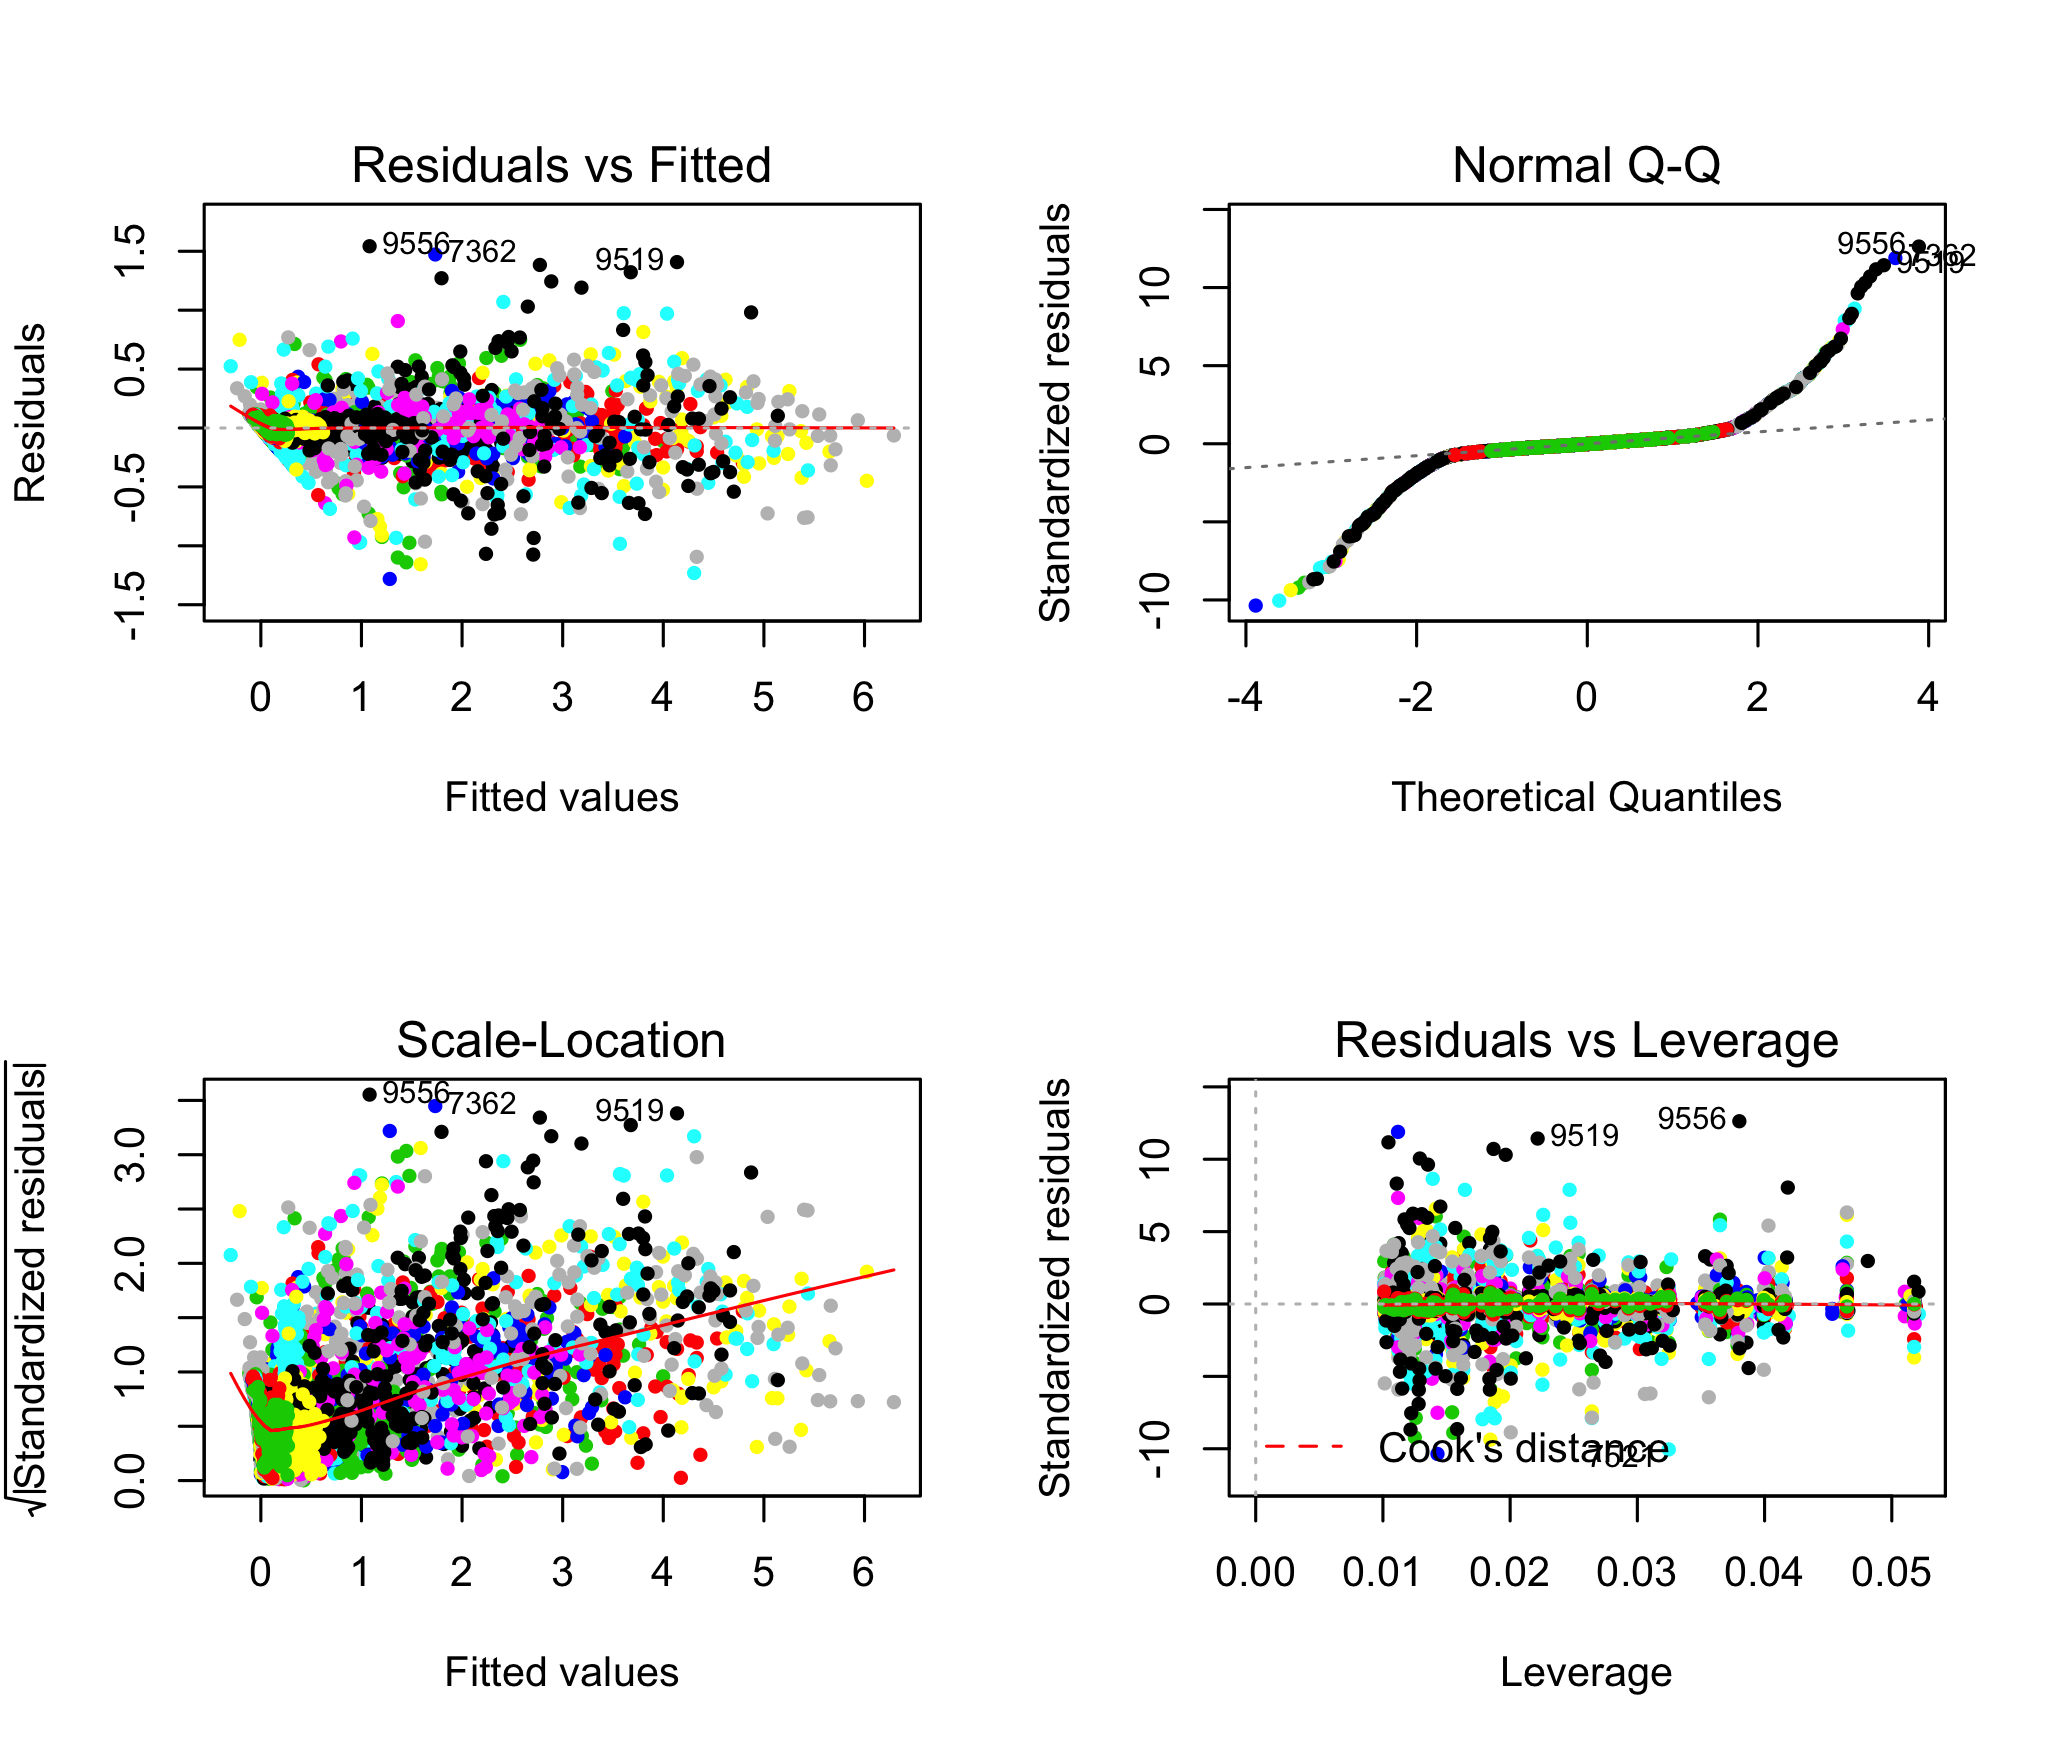 Residuals vs Fitted
Residuals
1.5
0.5
-0.5
-1.5
9556
7362
9519
0 1 2 3 4 5 6
Fitted values
Normal Q-Q
Standardized residuals
10
5
0
-10
9556
7362
9519
-4 -2 0 2 4
Theoretical Quantiles
Scale-Location
√|Standardized residuals|
3.0
2.0
1.0
0.0
9556
7362
9519
0 1 2 3 4 5 6
Fitted values
Residuals vs Leverage
Standardized residuals
10
5
0
-10
9519
9556
Cook's distance
7521
0.00 0.01 0.02 0.03 0.04 0.05
Leverage